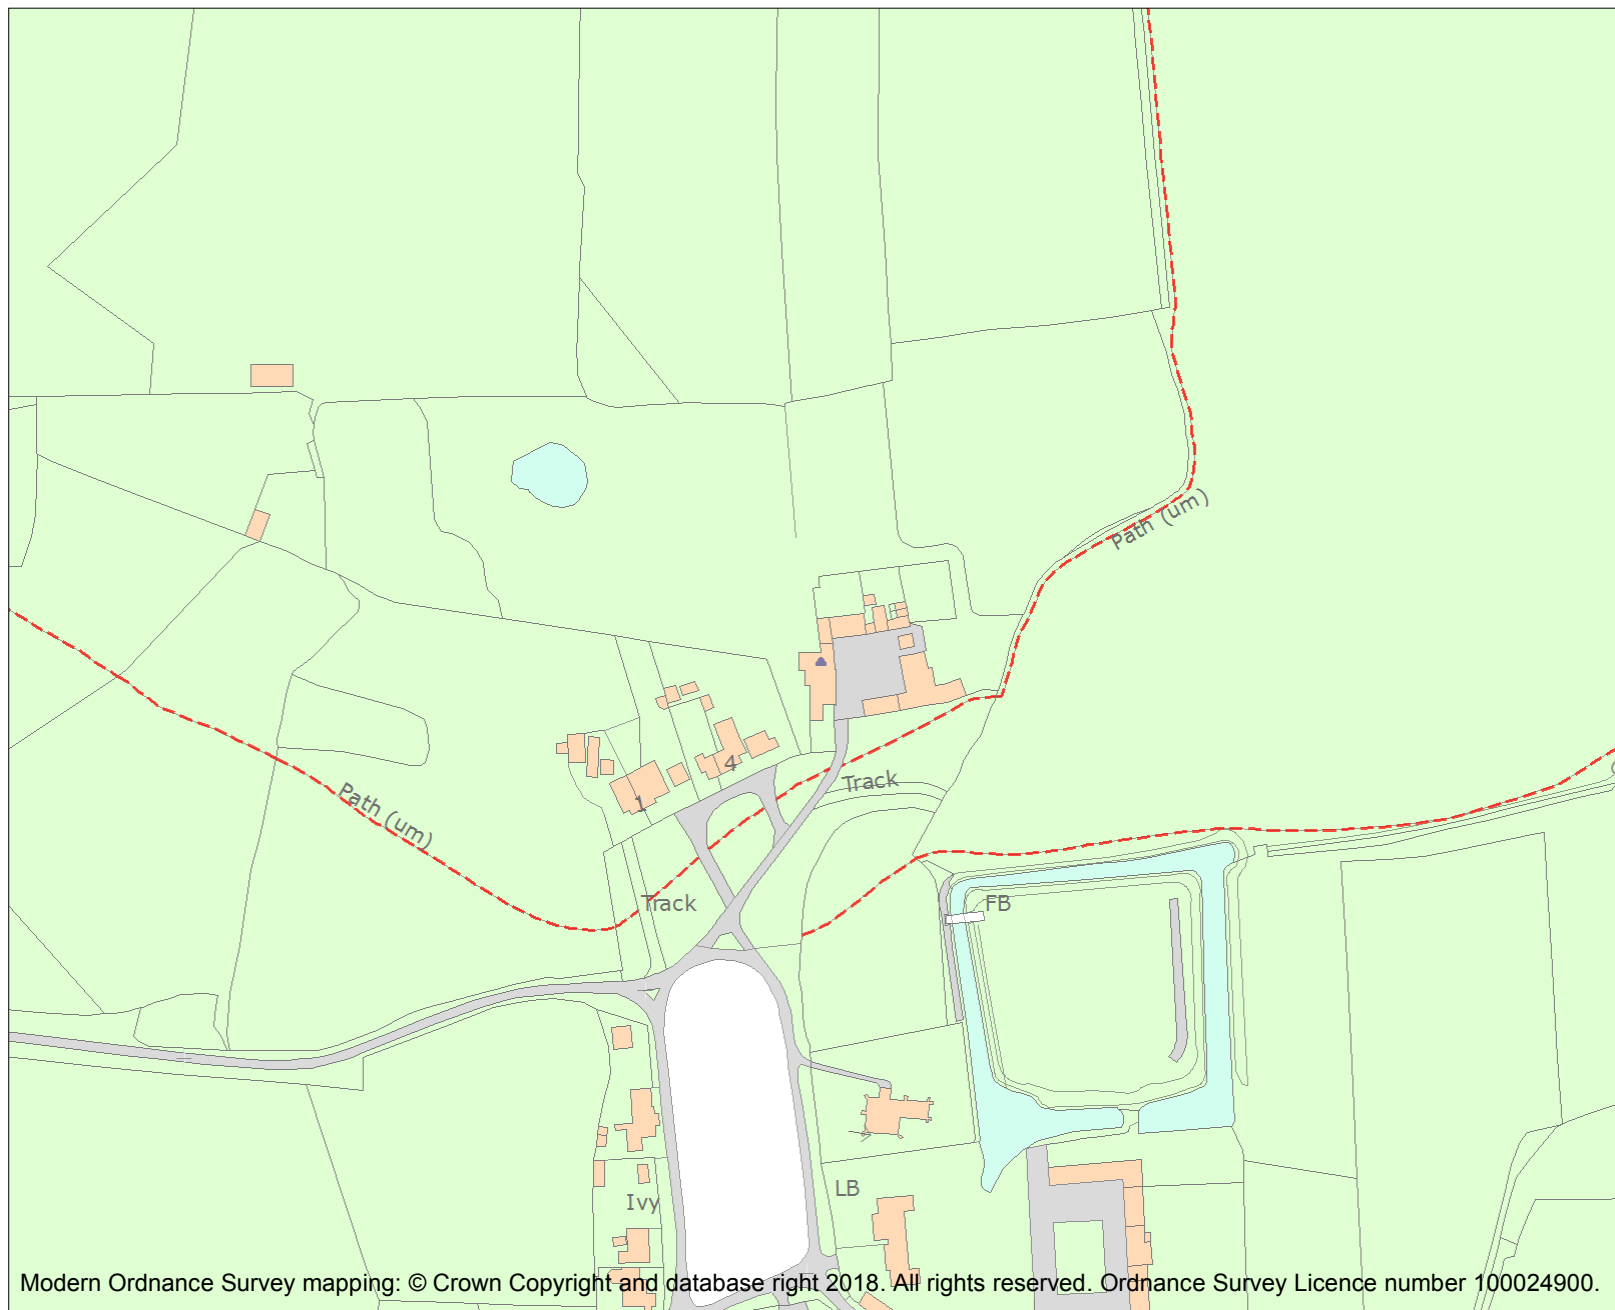 Path (um)
Track
4
Path (um)
1
Track
FB
LB
Ivy
Modern Ordnance Survey mapping: © Crown Copyright and database right 2018. All rights reserved. Ordnance Survey Licence number 100024900.